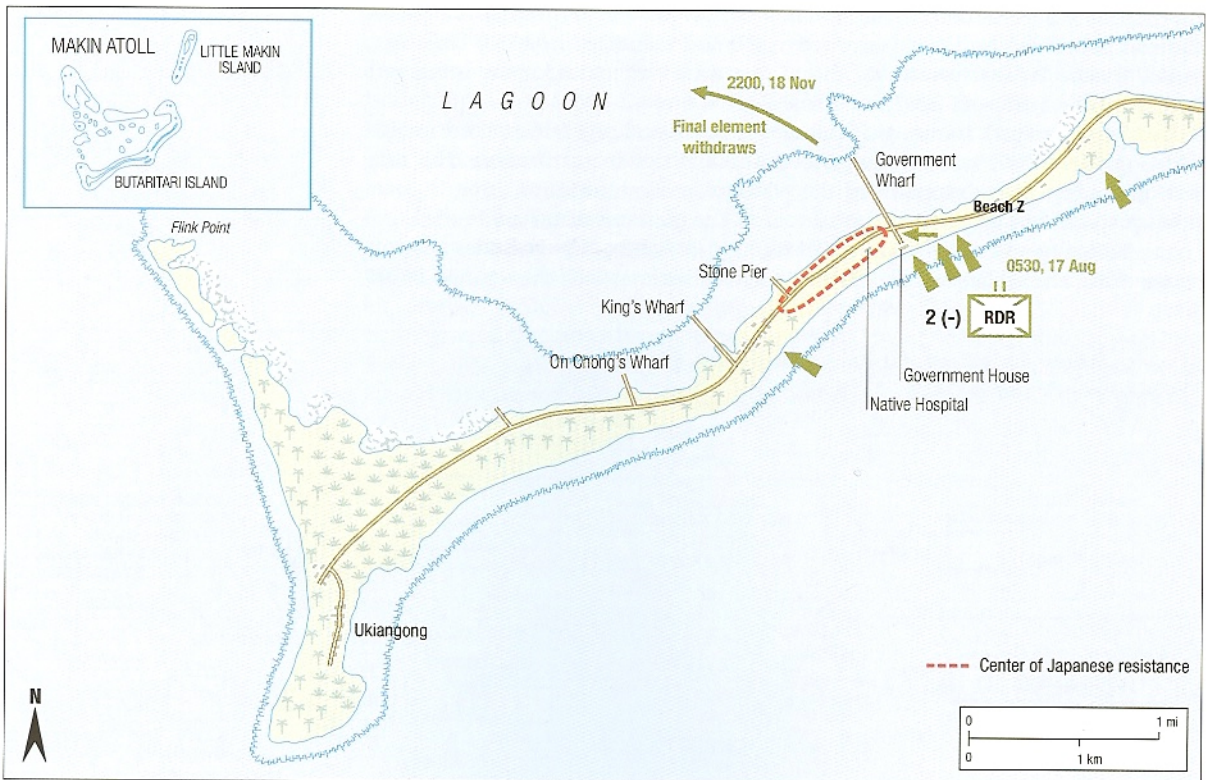 MAKIN ATOLL
LITTLE MAKIN
ISLAND
BUTARITARI ISLAND
LAGOON
2200, 18 Nov
Final element
withdraws
Government
Wharf
Beach Z
Flink Point
Stone Pier
0530, 17 Aug
King's Wharf
2 (-)
RDR
On Chong's Wharf
Government House
Native Hospital
Ukiangong
Center of Japanese resistance
N
0
1 mi
0
1 km